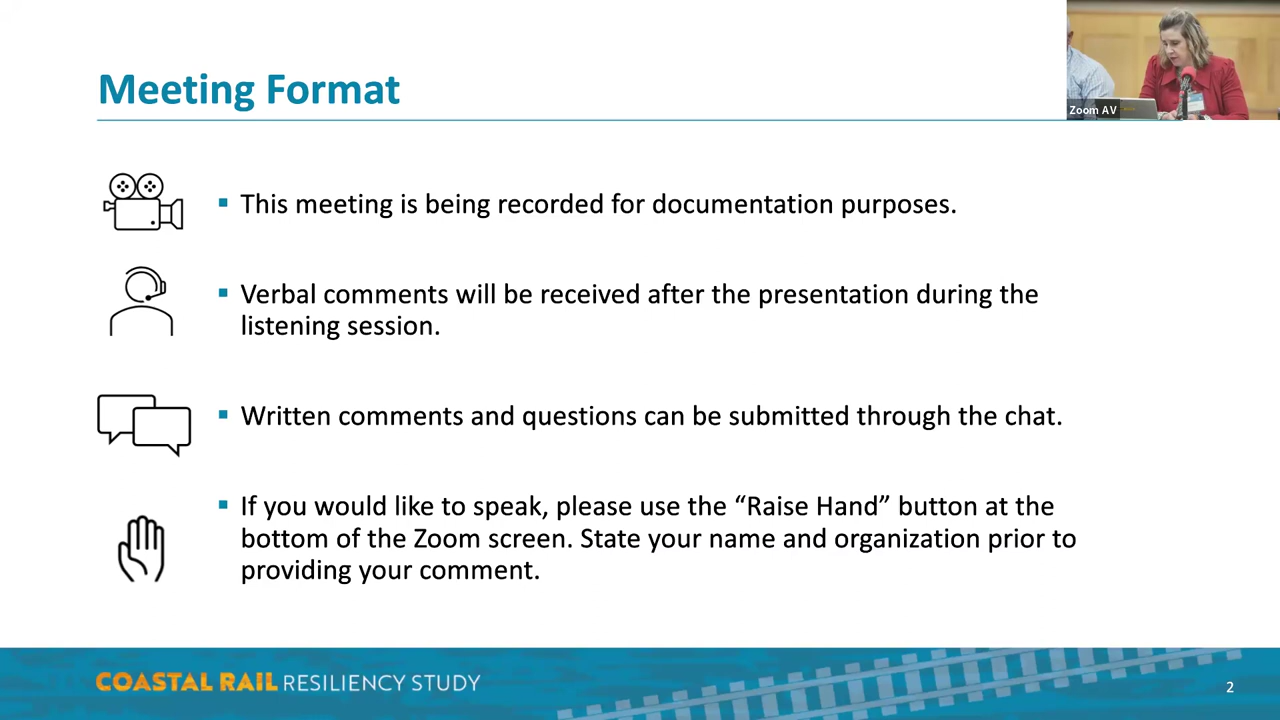 Meeting Format
Zoom AV
▪ This meeting is being recorded for documentation purposes.
▪ Verbal comments will be received after the presentation during the
listening session.
▪ Written comments and questions can be submitted through the chat.
▪ If you would like to speak, please use the “Raise Hand” button at the
bottom of the Zoom screen. State your name and organization prior to
providing your comment.
COASTAL RAIL RESILIENCY STUDY
2